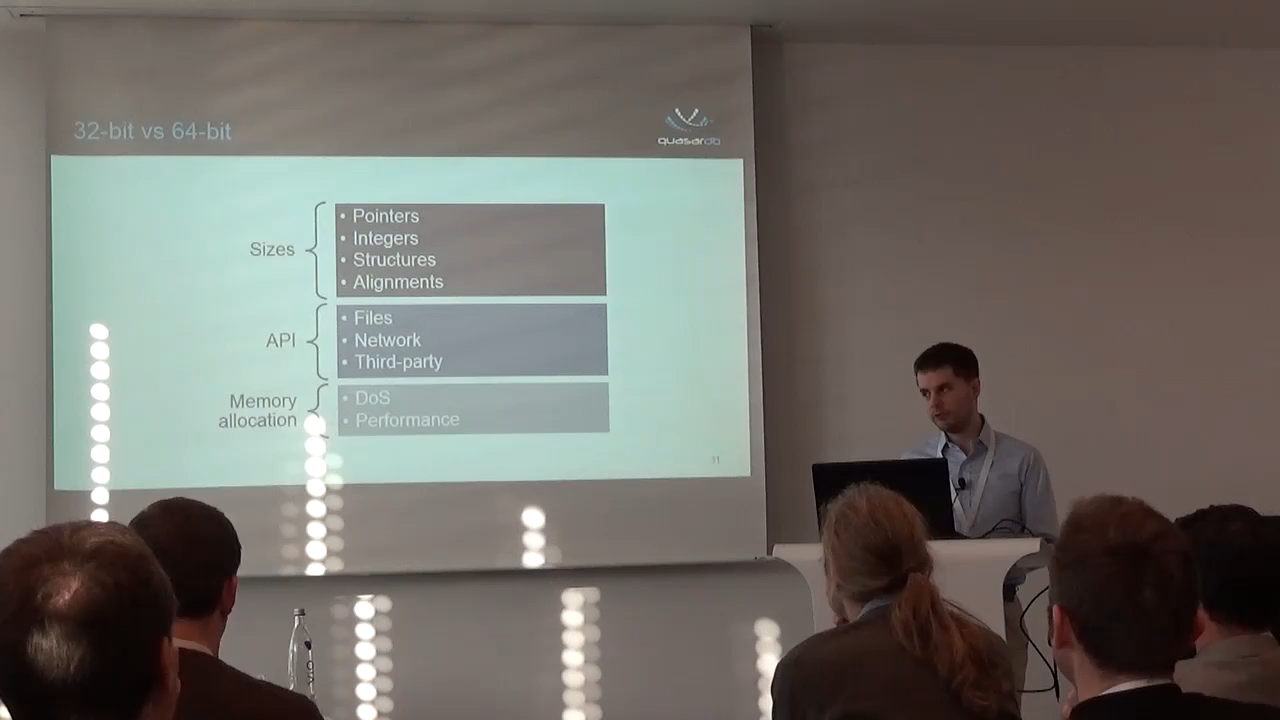 32-bit vs 64-bit
quasardb
Sizes
• Pointers
• Integers
• Structures
• Alignments
API
• Files
• Network
• Third-party
Memory
allocation
• DoS
• Performance
31